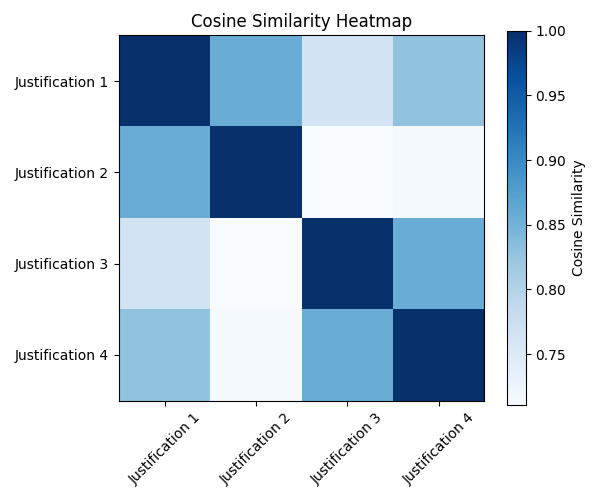 Cosine Similarity Heatmap
Justification 1
Justification 2
Justification 3
Justification 4
Justification 1
Justification 2
Justification 3
Justification 4
1.00
0.95
0.90
0.85
0.80
0.75
Cosine Similarity